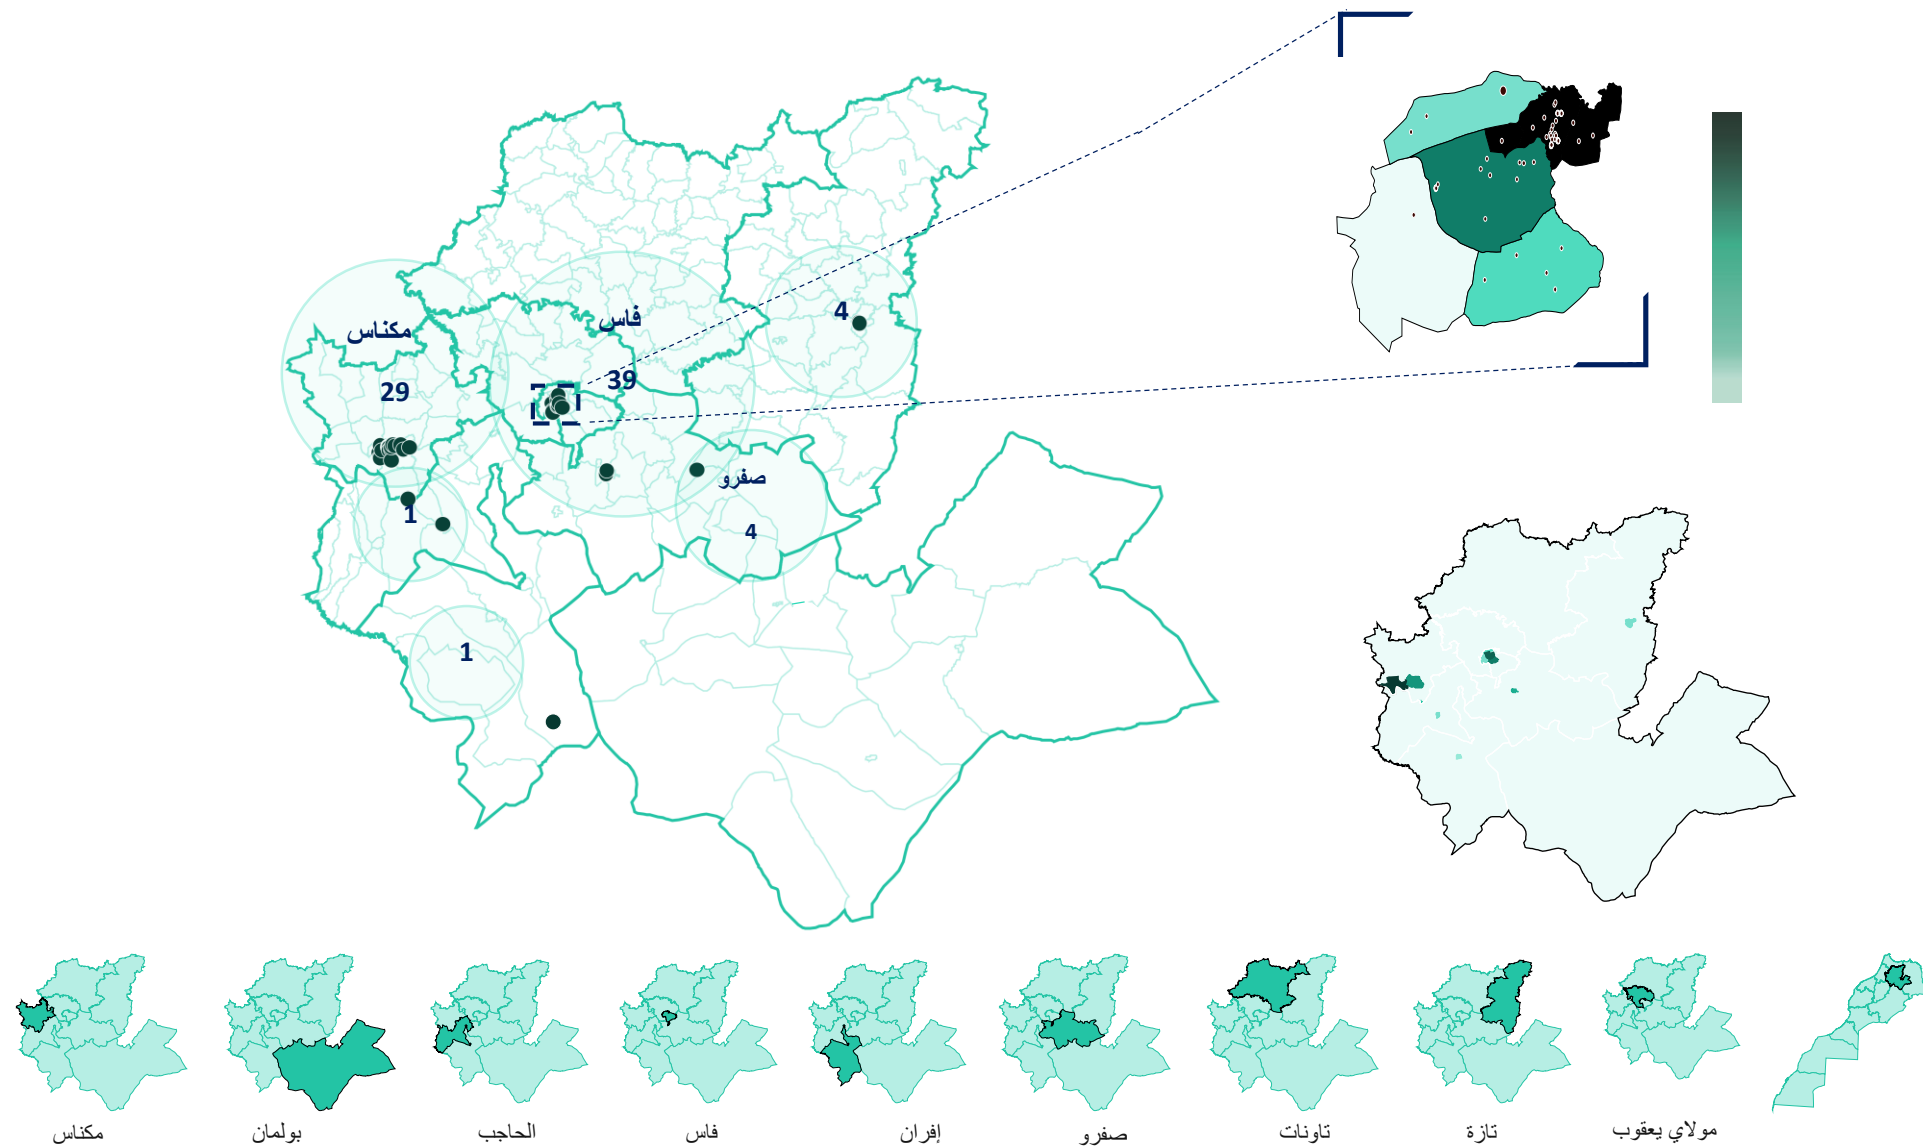 4
فاس
مكناس
39
29
صفرو
1
4
1
مكناس
بولمان
الحاجب
فاس
إفران
صفرو
تاونات
تازة
مولاي يعقوب